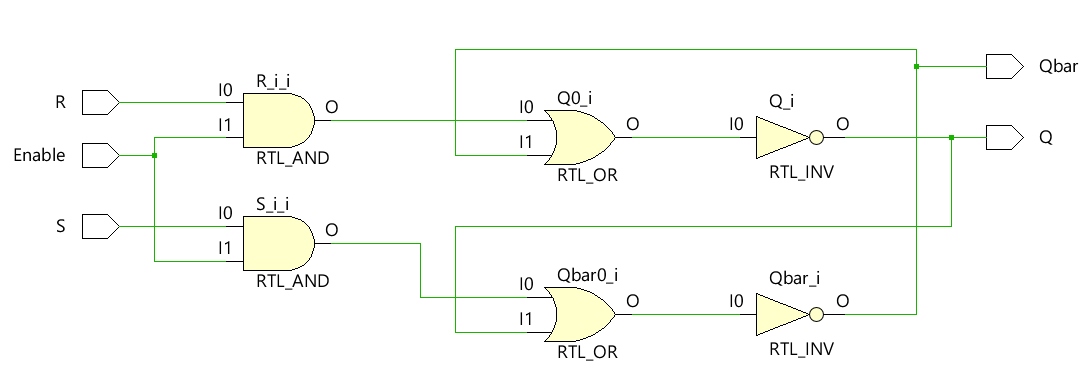 R
Enable
S
R_i_i
I0
I1
O
RTL_AND
S_i_i
I0
I1
O
RTL_AND
Q0_i
I0
I1
O
RTL_OR
Qbar0_i
I0
I1
O
RTL_OR
Q_i
I0
O
RTL_INV
Qbar_i
I0
O
RTL_INV
Qbar
Q